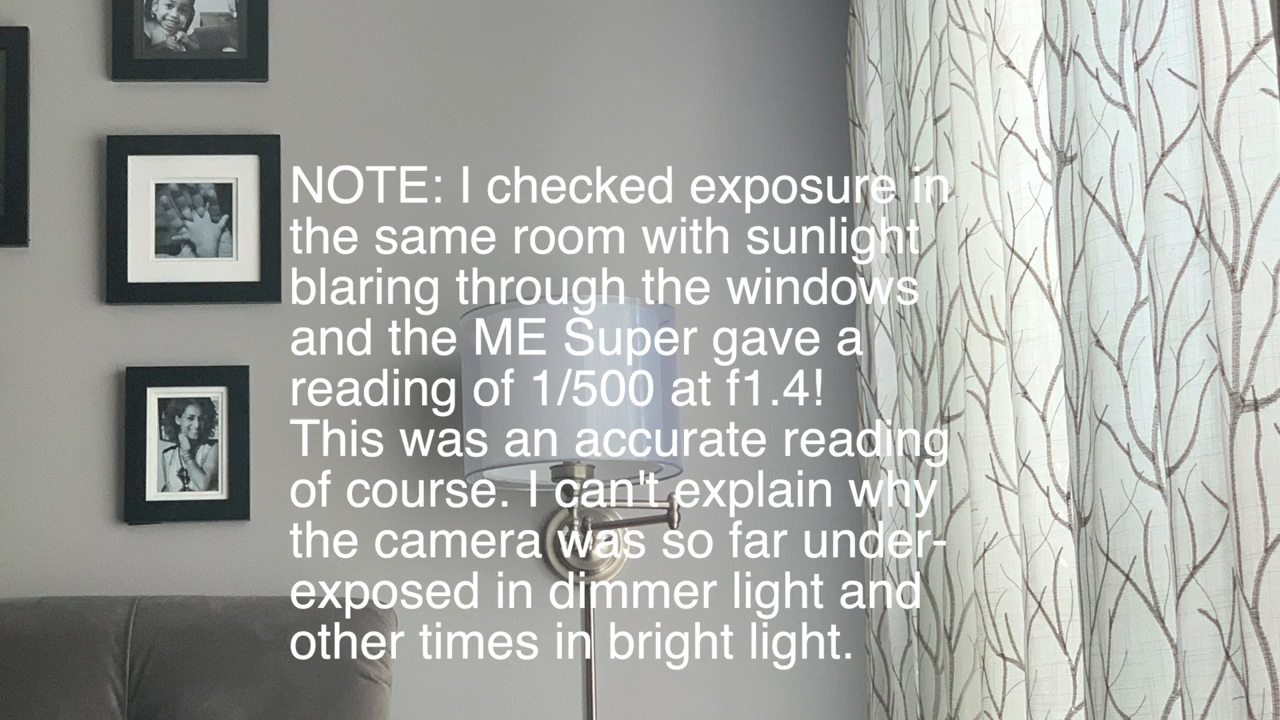 NOTE: I checked exposure in
the same room with sunlight
blaring through the windows
and the ME Super gave a
reading of 1/500 at f1.4!
This was an accurate reading
of course. I can't explain why
the camera was so far under-
exposed in dimmer light and
other times in bright light.